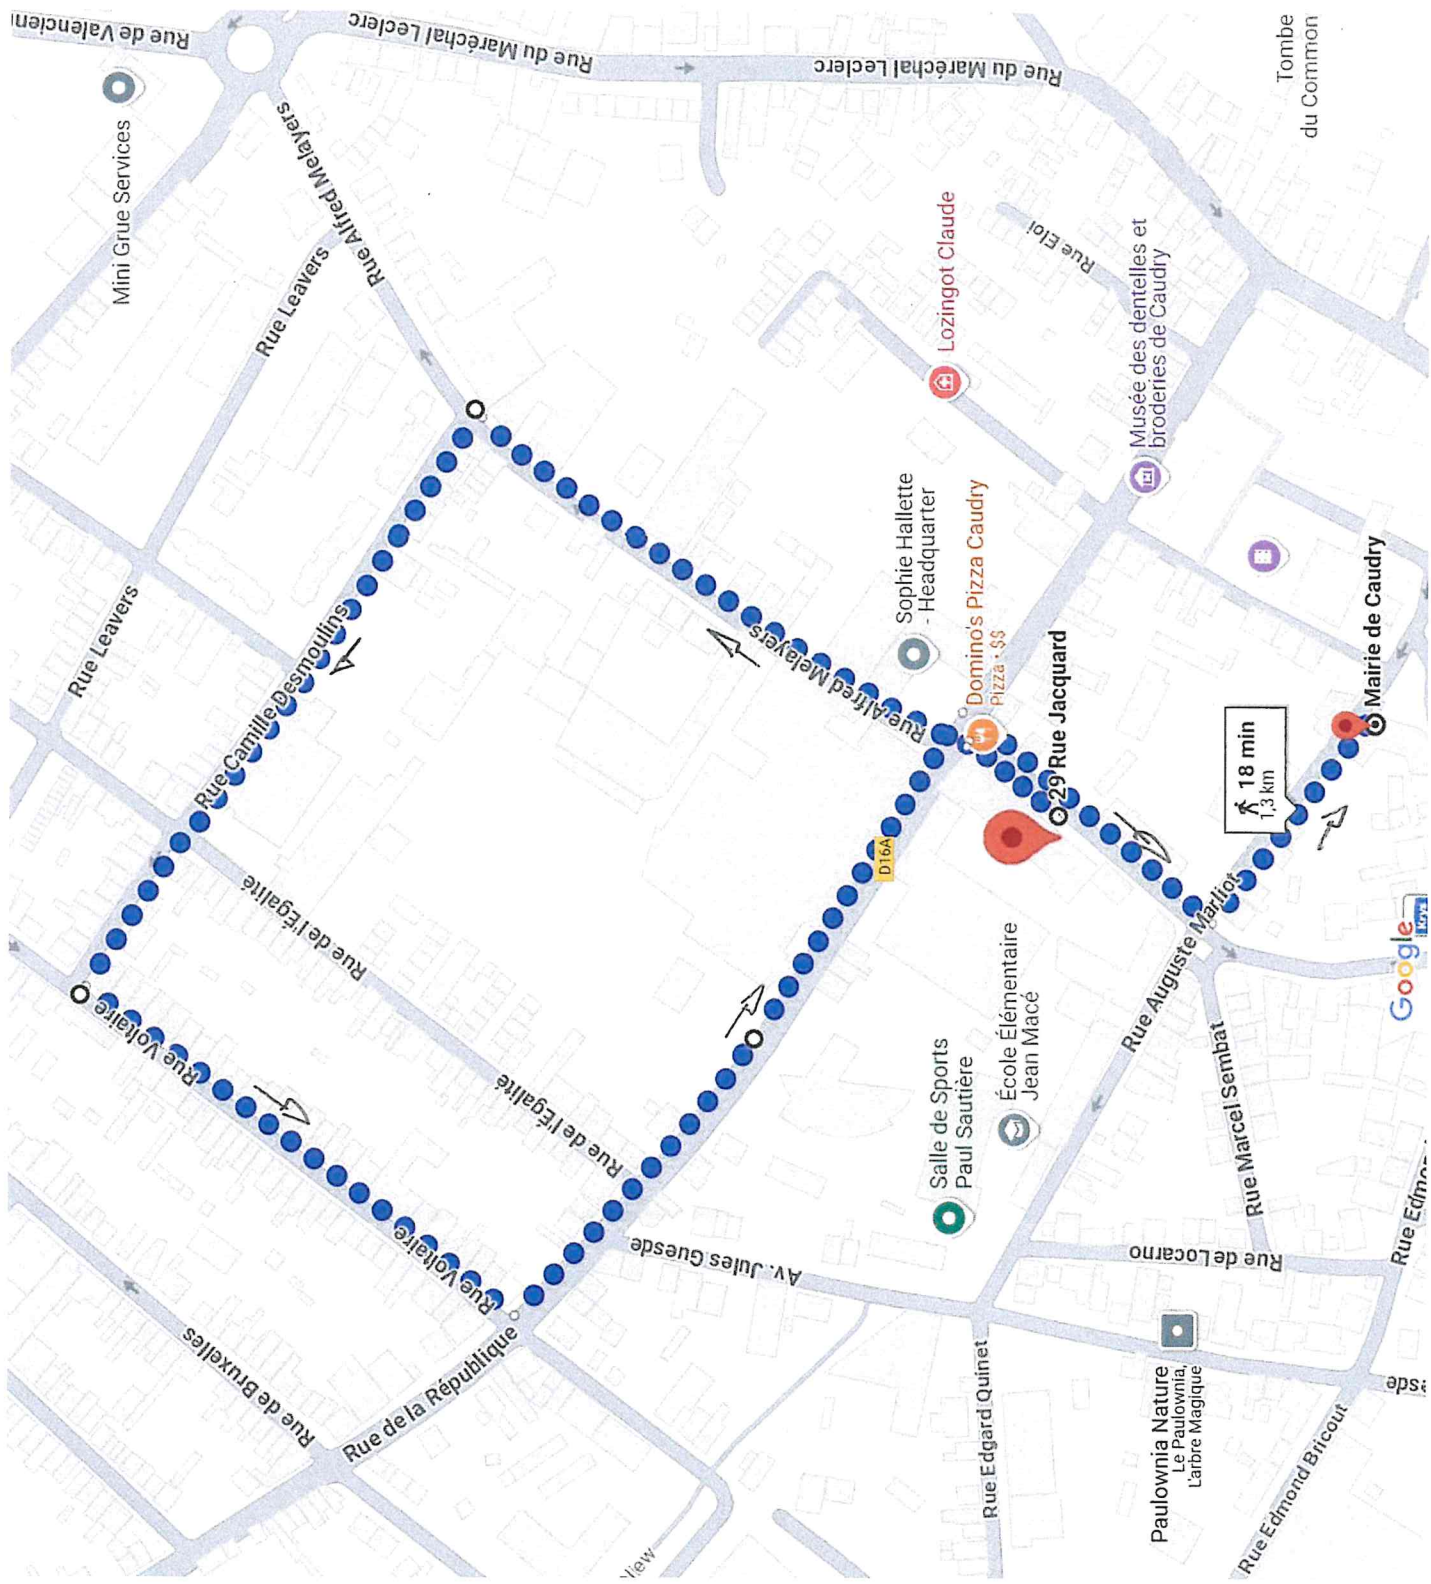 Rue de Valencien
Mini Grue Services
Rue du Maréchal Leclerc
Rue du Maréchal Leclerc
Tombe
du Common
Rue Alfred Melayers
Rue Leavers
Lozingot Claude
Rue Eloi
Musée des dentelles et
broderies de Caudry
Rue Leavers
Rue Camille Desmoulins
Rue Alfred Melayers
Sophie Hallette
- Headquarter
Domino's Pizza Caudry
Pizza · $$
29 Rue Jacquard
Mairie de Caudry
18 min
1,3 km
D16A
Rue de l'Égalité
Rue de l'Égalité
Rue Voltaire
Rue Voltaire
Rue Auguste Marliot
Rue Marcel Sembat
Google
Krys
École Élémentaire
Jean Macé
Salle de Sports
Paul Sautière
Av. Jules Guesde
Rue de Locarno
Rue Edmo
Rue de Bruxelles
Rue de la République
Rue Edgard Quinet
Paulownia Nature
Le Paulownia,
L'arbre Magique
Rue Edmond Bricout